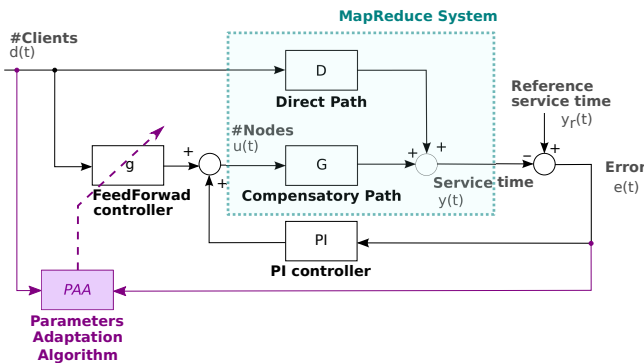 MapReduce System
#Clients
d(t)
D
Direct Path
Reference
service time
yr(t)
#Nodes
u(t)
+
+
+
+
+
−
g
G
FeedForwad
controller
Compensatory Path
Service time
y(t)
Error
e(t)
PI
PI controller
PAA
Parameters
Adaptation
Algorithm